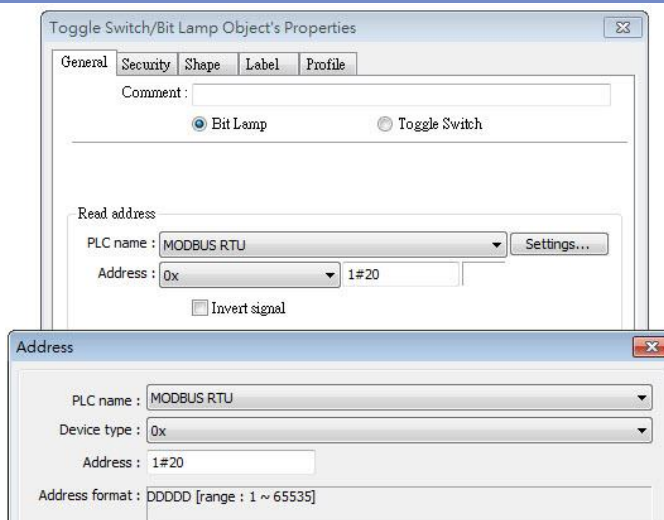 Toggle Switch/Bit Lamp Object's Properties
General Security Shape Label Profile
Comment :
Bit Lamp Toggle Switch
Read address
PLC name : MODBUS RTU Settings...
Address : 0x 1#20
Invert signal
Address
PLC name : MODBUS RTU
Device type : 0x
Address : 1#20
Address format : DDDDD [range : 1 ~ 65535]